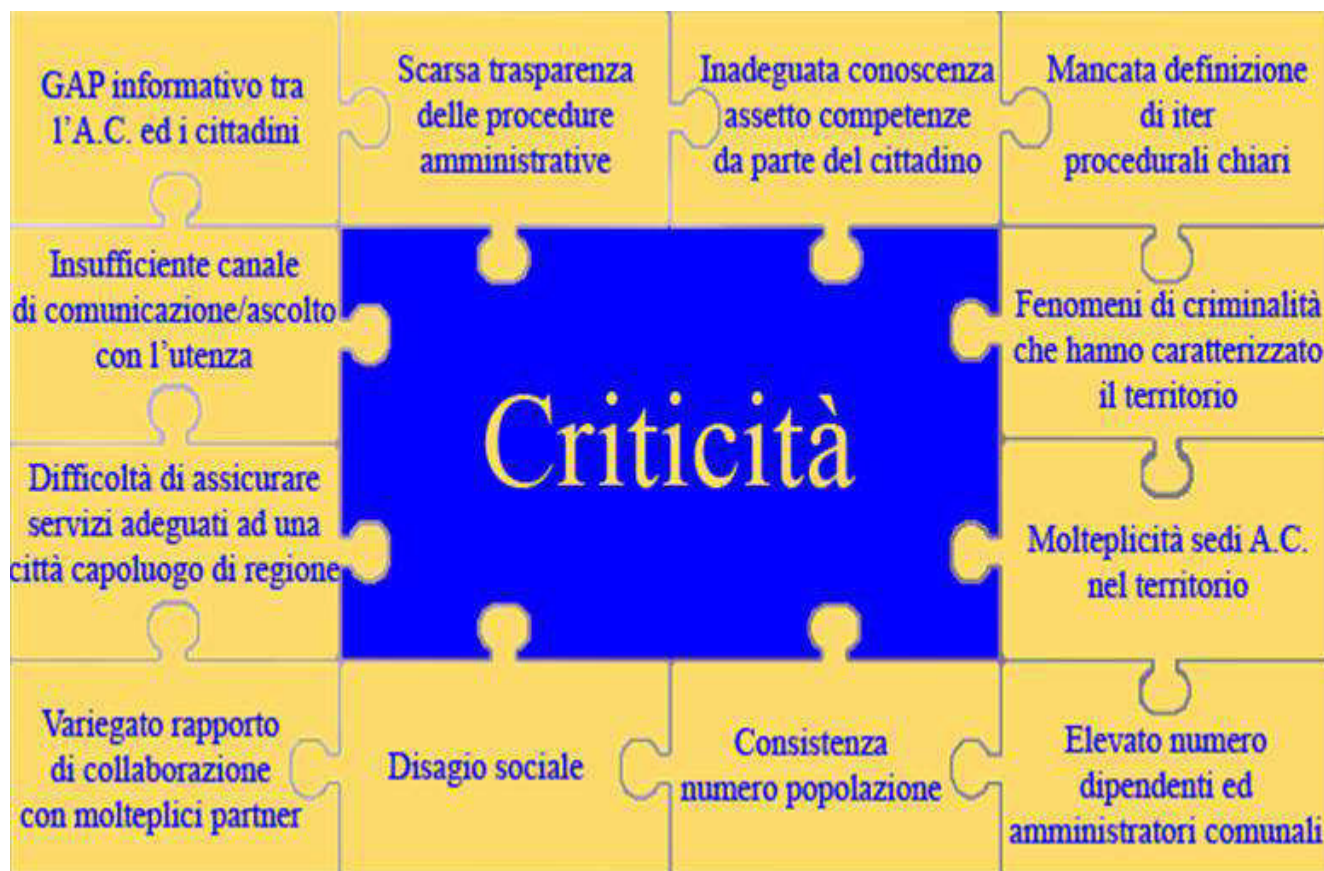 GAP informativo tra
l'A.C. ed i cittadini
Scarsa trasparenza
delle procedure
amministrative
Inadeguata conoscenza
assetto competenze
da parte del cittadino
Mancata definizione
di iter
procedurali chiari
Insufficiente canale
di comunicazione/ascolto
con l'utenza
Fenomeni di criminalità
che hanno caratterizzato
il territorio
Criticità
Difficoltà di assicurare
servizi adeguati ad una
città capoluogo di regione
Molteplicità sedi A.C.
nel territorio
Variegato rapporto
di collaborazione
con molteplici partner
Disagio sociale
Consistenza
numero popolazione
Elevato numero
dipendenti ed
amministratori comunali